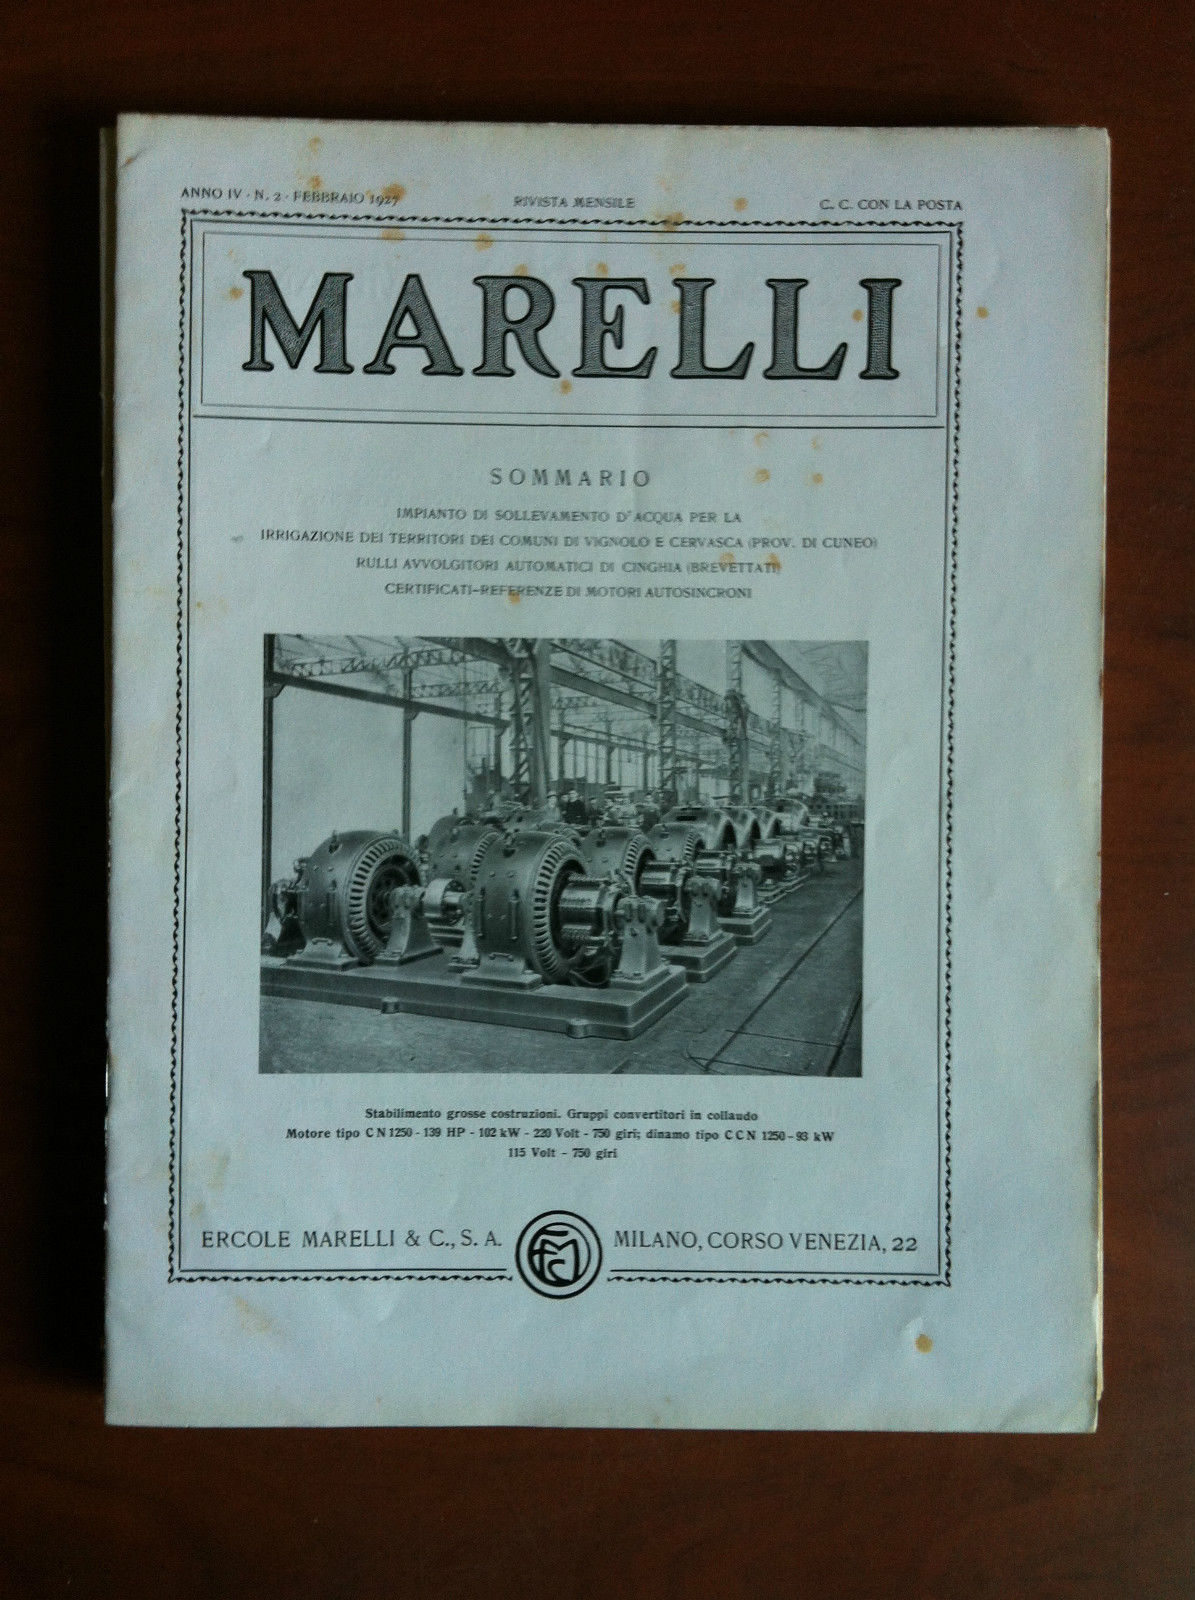 ANNO IV · N. 2 · FEBBRAIO 1927 RIVISTA MENSILE C. C. CON LA POSTA
MARELLI
SOMMARIO
IMPIANTO DI SOLLEVAMENTO D'ACQUA PER LA
IRRIGAZIONE DEI TERRITORI DEI COMUNI DI VIGNOLO E CERVASCA (PROV. DI CUNEO)
RULLI AVVOLGITORI AUTOMATICI DI CINGHIA (BREVETTATI)
CERTIFICATI-REFERENZE DI MOTORI AUTOSINCRONI
Stabilimento grosse costruzioni. Gruppi convertitori in collaudo
Motore tipo CN 1250 - 139 HP - 102 kW - 220 Volt - 750 giri; dinamo tipo CCN 1250 - 93 kW
115 Volt - 750 giri
ERCOLE MARELLI & C., S. A. MILANO, CORSO VENEZIA, 22